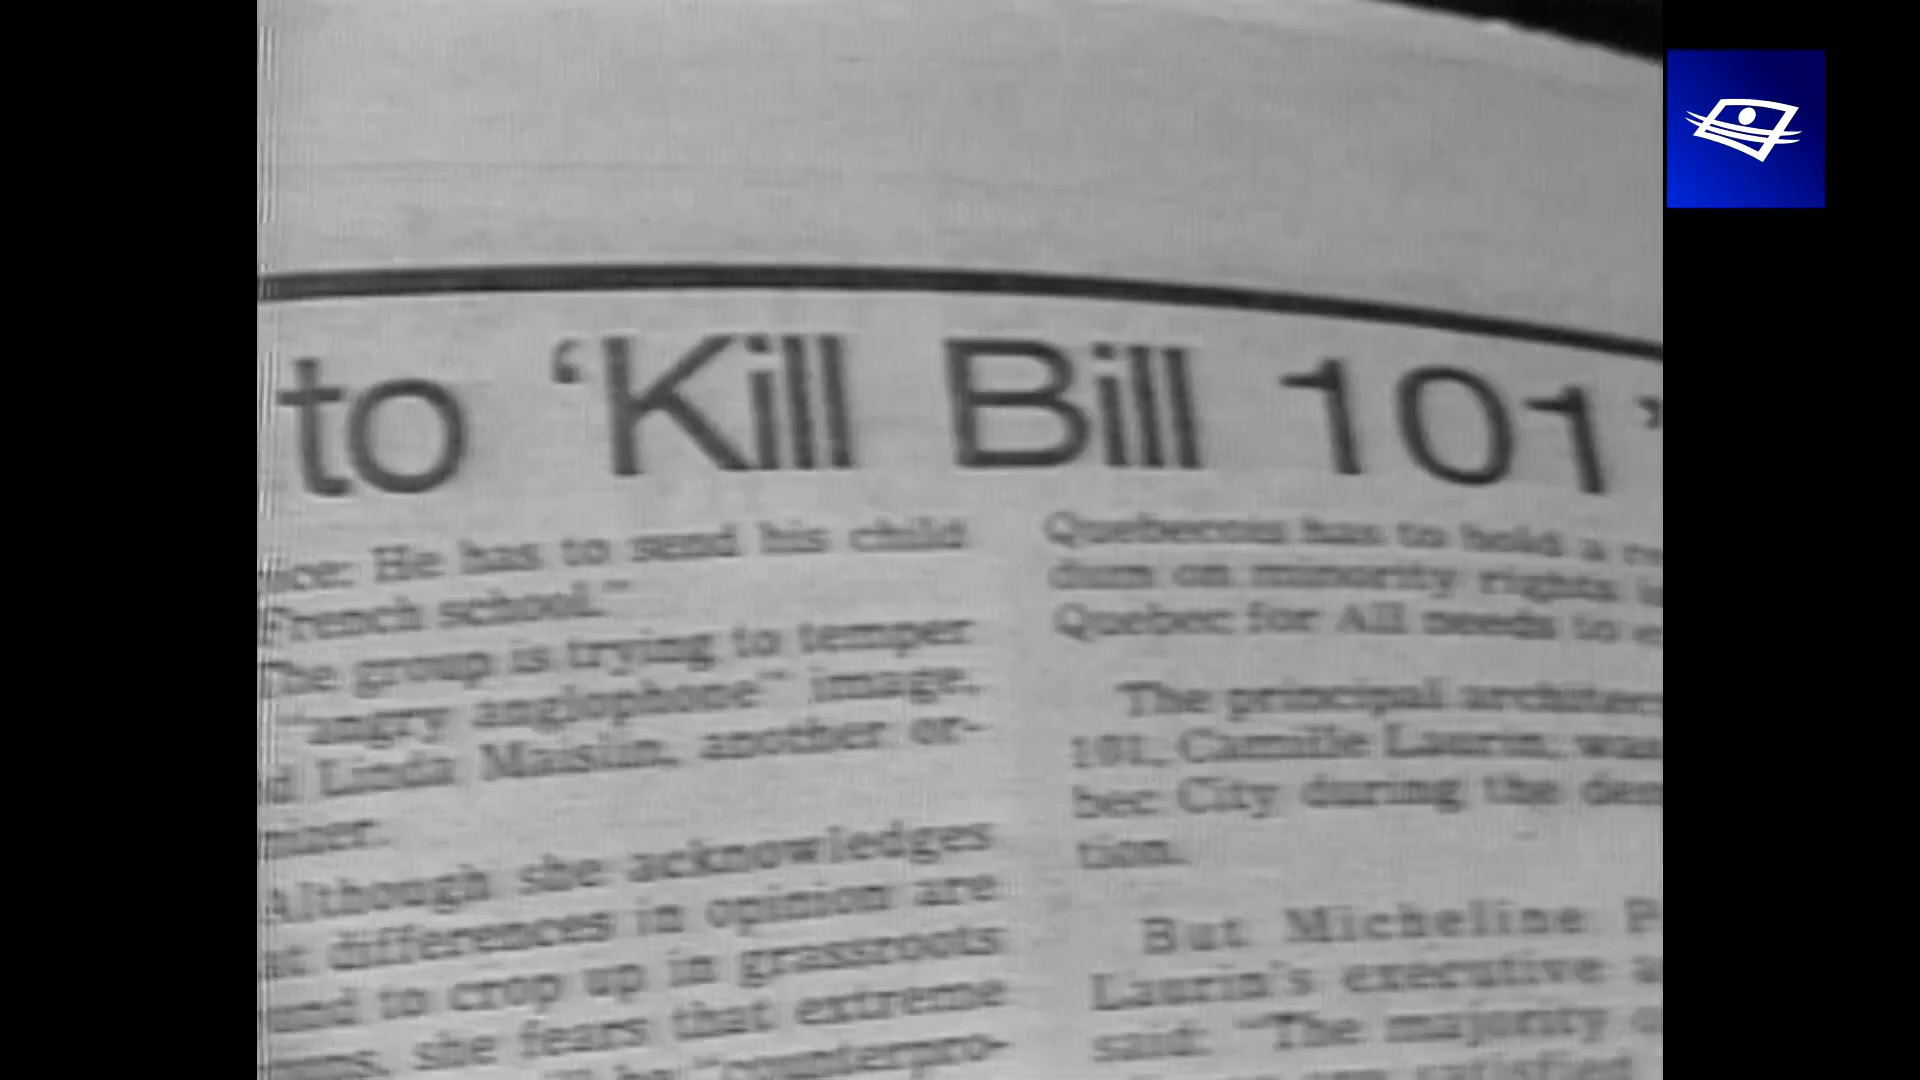 to ‘Kill Bill 101’
He has to send his child
French school.”
The group is trying to temper
“angry anglophone” image,
Linda Maislin, another or-
Although she acknowledges
differences in opinion are
to crop up in grassroots
she fears that extreme
“counterpro-
Quebecois has to hold a
dum on minority rights
Quebec for All needs to
The principal architect
101, Camille Laurin, was
bec City during the
tion.
But Micheline P
Laurin's executive
said: “The majority
satisfied